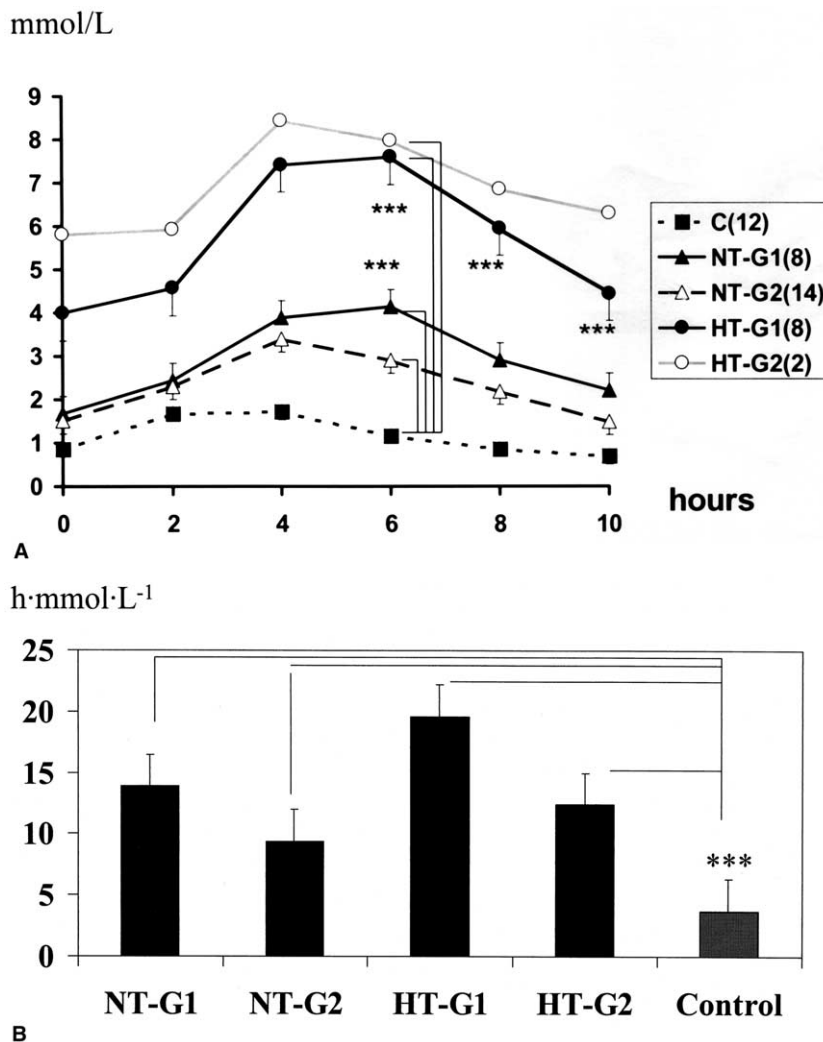 mmol/L
9
8
7
6
5
4
3
2
1
0
0 2 4 6 8 10
hours
***
***
***
***
C(12)
NT-G1(8)
NT-G2(14)
HT-G1(8)
HT-G2(2)
A
h·mmol·L⁻¹
25
20
15
10
5
0
***
NT-G1 NT-G2 HT-G1 HT-G2 Control
B